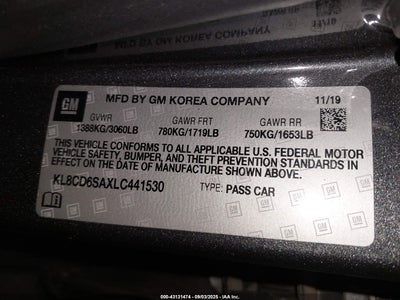 GM
MFD BY GM KOREA COMPANY 11/19
GVWR GAWR FRT GAWR RR
1388KG/3060LB 780KG/1719LB 750KG/1653LB
THIS VEHICLE CONFORMS TO ALL APPLICABLE U.S. FEDERAL MOTOR
VEHICLE SAFETY, BUMPER, AND THEFT PREVENTION STANDARDS IN
EFFECT ON THE DATE OF MANUFACTURE SHOWN ABOVE.
KL8CD6SAXLC441530 TYPE: PASS CAR
000-43131474 - 09/03/2025 - IAA Inc.